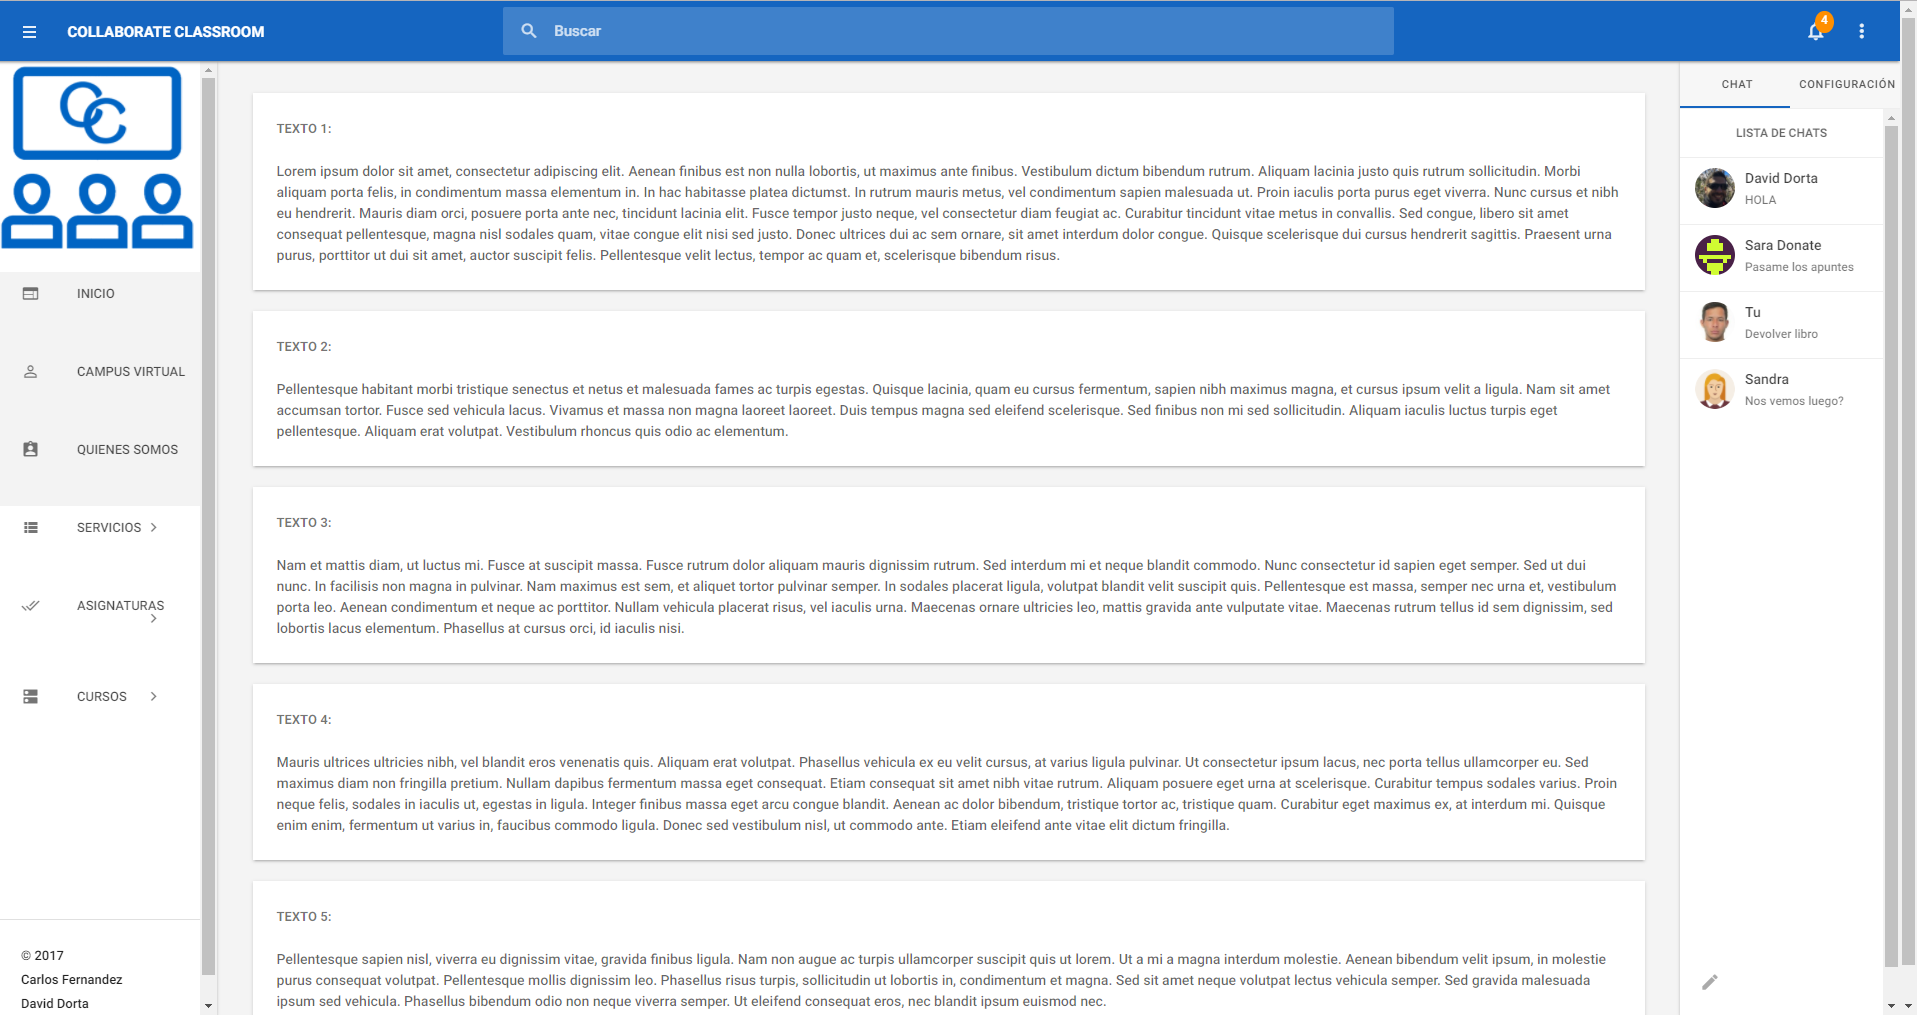 COLLABORATE CLASSROOM
Buscar
4
CC
INICIO
CAMPUS VIRTUAL
QUIENES SOMOS
SERVICIOS
ASIGNATURAS
CURSOS
© 2017
Carlos Fernandez
David Dorta
TEXTO 1:
Lorem ipsum dolor sit amet, consectetur adipiscing elit. Aenean finibus est non nulla lobortis, ut maximus ante finibus. Vestibulum dictum bibendum rutrum. Aliquam lacinia justo quis rutrum sollicitudin. Morbi
aliquam porta felis, in condimentum massa elementum in. In hac habitasse platea dictumst. In rutrum mauris metus, vel condimentum sapien malesuada ut. Proin iaculis porta purus eget viverra. Nunc cursus et nibh
eu hendrerit. Mauris diam orci, posuere porta ante nec, tincidunt lacinia elit. Fusce tempor justo neque, vel consectetur diam feugiat ac. Curabitur tincidunt vitae metus in convallis. Sed congue, libero sit amet
consequat pellentesque, magna nisl sodales quam, vitae congue elit nisi sed justo. Donec ultrices dui ac sem ornare, sit amet interdum dolor congue. Quisque scelerisque dui cursus hendrerit sagittis. Praesent urna
purus, porttitor ut dui sit amet, auctor suscipit felis. Pellentesque velit lectus, tempor ac quam et, scelerisque bibendum risus.
TEXTO 2:
Pellentesque habitant morbi tristique senectus et netus et malesuada fames ac turpis egestas. Quisque lacinia, quam eu cursus fermentum, sapien nibh maximus magna, et cursus ipsum velit a ligula. Nam sit amet
accumsan tortor. Fusce sed vehicula lacus. Vivamus et massa non magna laoreet laoreet. Duis tempus magna sed eleifend scelerisque. Sed finibus non mi sed sollicitudin. Aliquam iaculis luctus turpis eget
pellentesque. Aliquam erat volutpat. Vestibulum rhoncus quis odio ac elementum.
TEXTO 3:
Nam et mattis diam, ut luctus mi. Fusce at suscipit massa. Fusce rutrum dolor aliquam mauris dignissim rutrum. Sed interdum mi et neque blandit commodo. Nunc consectetur id sapien eget semper. Sed ut dui
nunc. In facilisis non magna in pulvinar. Nam maximus est sem, et aliquet tortor pulvinar semper. In sodales placerat ligula, volutpat blandit velit suscipit quis. Pellentesque est massa, semper nec urna et, vestibulum
porta leo. Aenean condimentum et neque ac porttitor. Nullam vehicula placerat risus, vel iaculis urna. Maecenas ornare ultricies leo, mattis gravida ante vulputate vitae. Maecenas rutrum tellus id sem dignissim, sed
lobortis lacus elementum. Phasellus at cursus orci, id iaculis nisi.
TEXTO 4:
Mauris ultrices ultricies nibh, vel blandit eros venenatis quis. Aliquam erat volutpat. Phasellus vehicula ex eu velit cursus, at varius ligula pulvinar. Ut consectetur ipsum lacus, nec porta tellus ullamcorper eu. Sed
maximus diam non fringilla pretium. Nullam dapibus fermentum massa eget consequat. Etiam consequat sit amet nibh vitae rutrum. Aliquam posuere eget urna at scelerisque. Curabitur tempus sodales varius. Proin
neque felis, sodales in iaculis ut, egestas in ligula. Integer finibus massa eget arcu congue blandit. Aenean ac dolor bibendum, tristique tortor ac, tristique quam. Curabitur eget maximus ex, at interdum mi. Quisque
enim enim, fermentum ut varius in, faucibus commodo ligula. Donec sed vestibulum nisl, ut commodo ante. Etiam eleifend ante vitae elit dictum fringilla.
TEXTO 5:
Pellentesque sapien nisl, viverra eu dignissim vitae, gravida finibus ligula. Nam non augue ac turpis ullamcorper suscipit quis ut lorem. Ut a mi a magna interdum molestie. Aenean bibendum velit ipsum, in molestie
purus consequat volutpat. Pellentesque mollis dignissim leo. Phasellus risus turpis, sollicitudin ut lobortis in, condimentum et magna. Sed sit amet neque volutpat lectus vehicula semper. Sed gravida malesuada
ipsum sed vehicula. Phasellus bibendum odio non neque viverra semper. Ut eleifend consequat eros, nec blandit ipsum euismod nec.
CHAT
CONFIGURACIÓN
LISTA DE CHATS
David Dorta
HOLA
Sara Donate
Pasame los apuntes
Tu
Devolver libro
Sandra
Nos vemos luego?